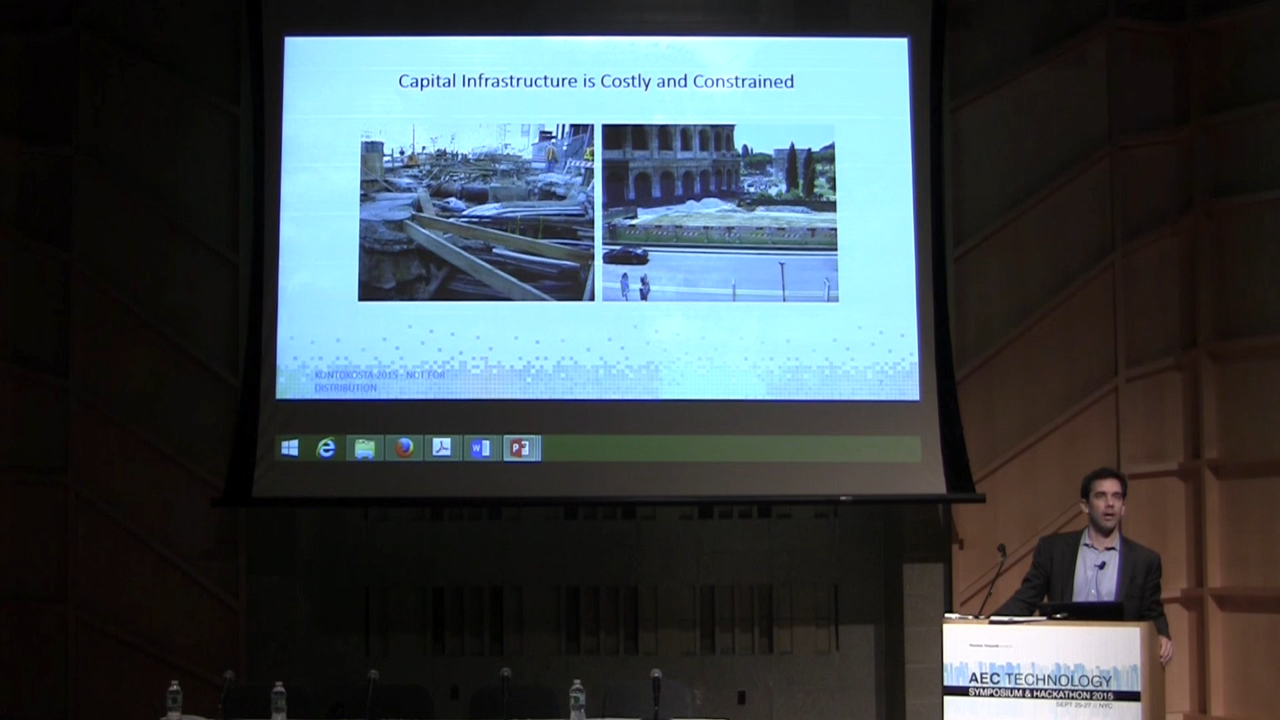 Capital Infrastructure is Costly and Constrained
KONTOKOSTA 2015 - NOT FOR
DISTRIBUTION
AEC TECHNOLOGY
SYMPOSIUM & HACKATHON 2015
SEPT 25-27 // NYC